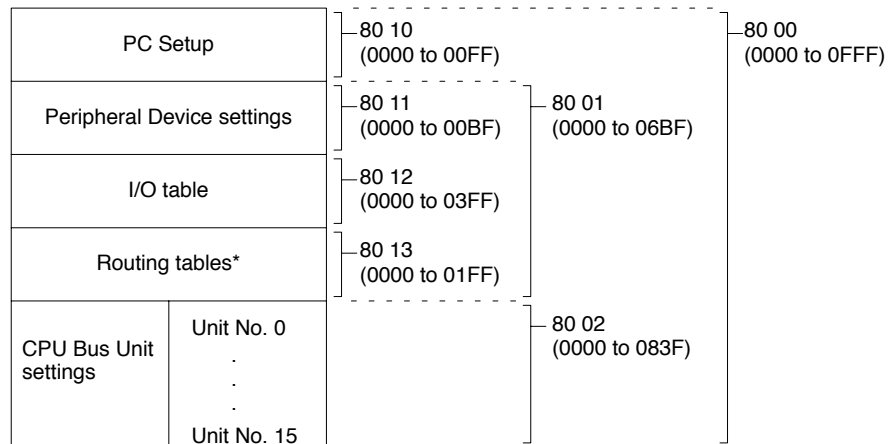 PC Setup
80 10
(0000 to 00FF)
80 00
(0000 to 0FFF)
Peripheral Device settings
80 11
(0000 to 00BF)
80 01
(0000 to 06BF)
I/O table
80 12
(0000 to 03FF)
Routing tables*
80 13
(0000 to 01FF)
CPU Bus Unit
settings
Unit No. 0
.
.
.
Unit No. 15
80 02
(0000 to 083F)